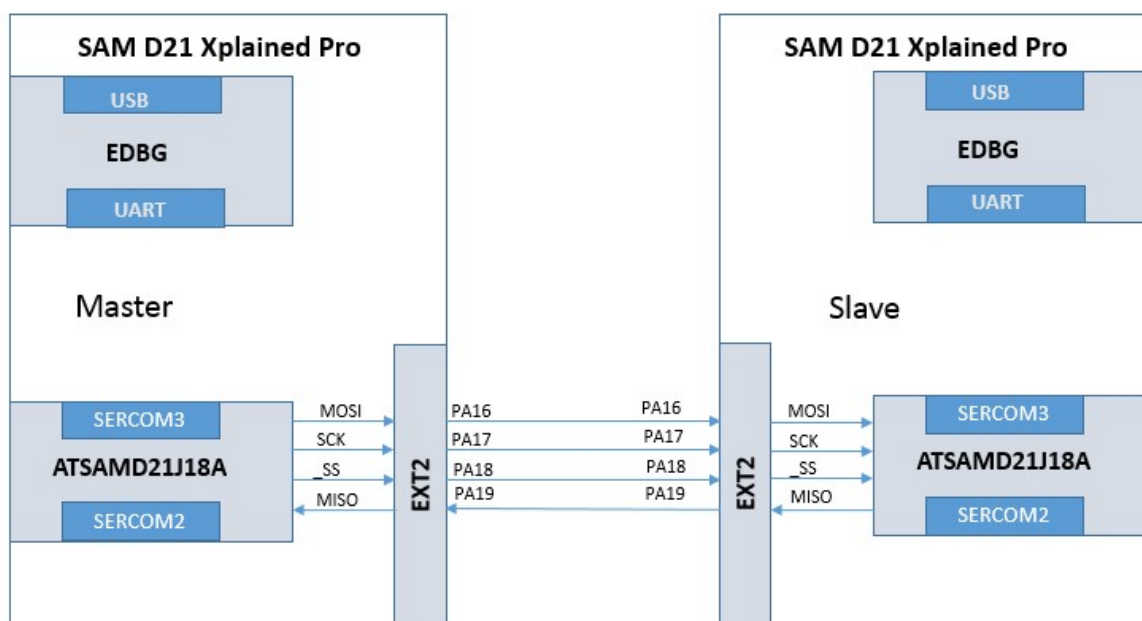 SAM D21 Xplained Pro
USB
EDBG
UART
Master
SERCOM3
ATSAMD21J18A
SERCOM2
MOSI
SCK
_SS
MISO
EXT2
PA16
PA17
PA18
PA19
PA16
PA17
PA18
PA19
SAM D21 Xplained Pro
USB
EDBG
UART
Slave
EXT2
MOSI
SCK
_SS
MISO
SERCOM3
ATSAMD21J18A
SERCOM2